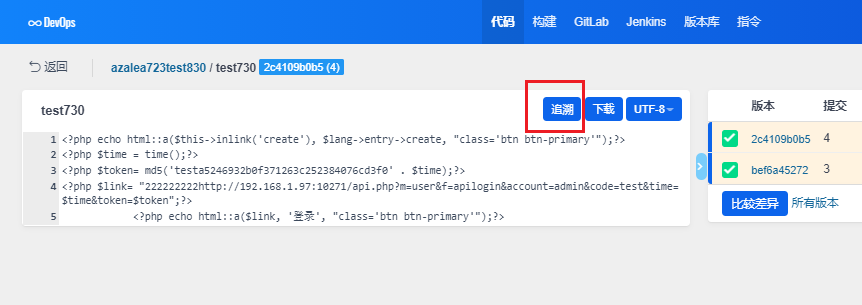 DevOps 代码 构建 GitLab Jenkins 版本库 指令
返回 azalea723test830 / test730 2c4109b0b5 (4)
test730 追溯 下载 UTF-8
1 <?php echo html::a($this->inlink('create'), $lang->entry->create, "class='btn btn-primary'");?>
2 <?php $time = time();?>
3 <?php $token= md5('testa5246932b0f371263c252384076cd3f0' . $time);?>
4 <?php $link= "222222222http://192.168.1.97:10271/api.php?m=user&f=apilogin&account=admin&code=test&time=
$time&token=$token";?>
5 <?php echo html::a($link, '登录', "class='btn btn-primary'");?>
版本 提交
2c4109b0b5 4
bef6a45272 3
比较差异 所有版本